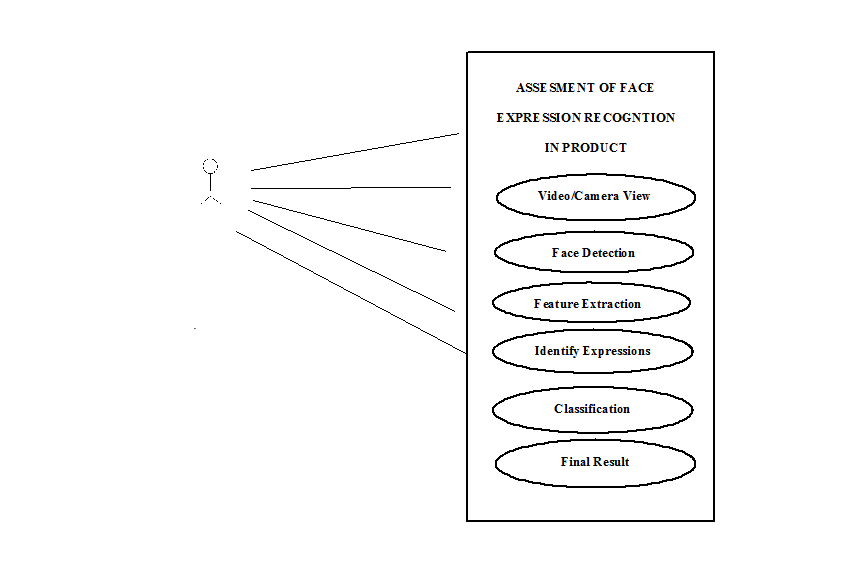 ASSESMENT OF FACE
EXPRESSION RECOGNTION
IN PRODUCT
Video/Camera View
Face Detection
Feature Extraction
Identify Expressions
Classification
Final Result